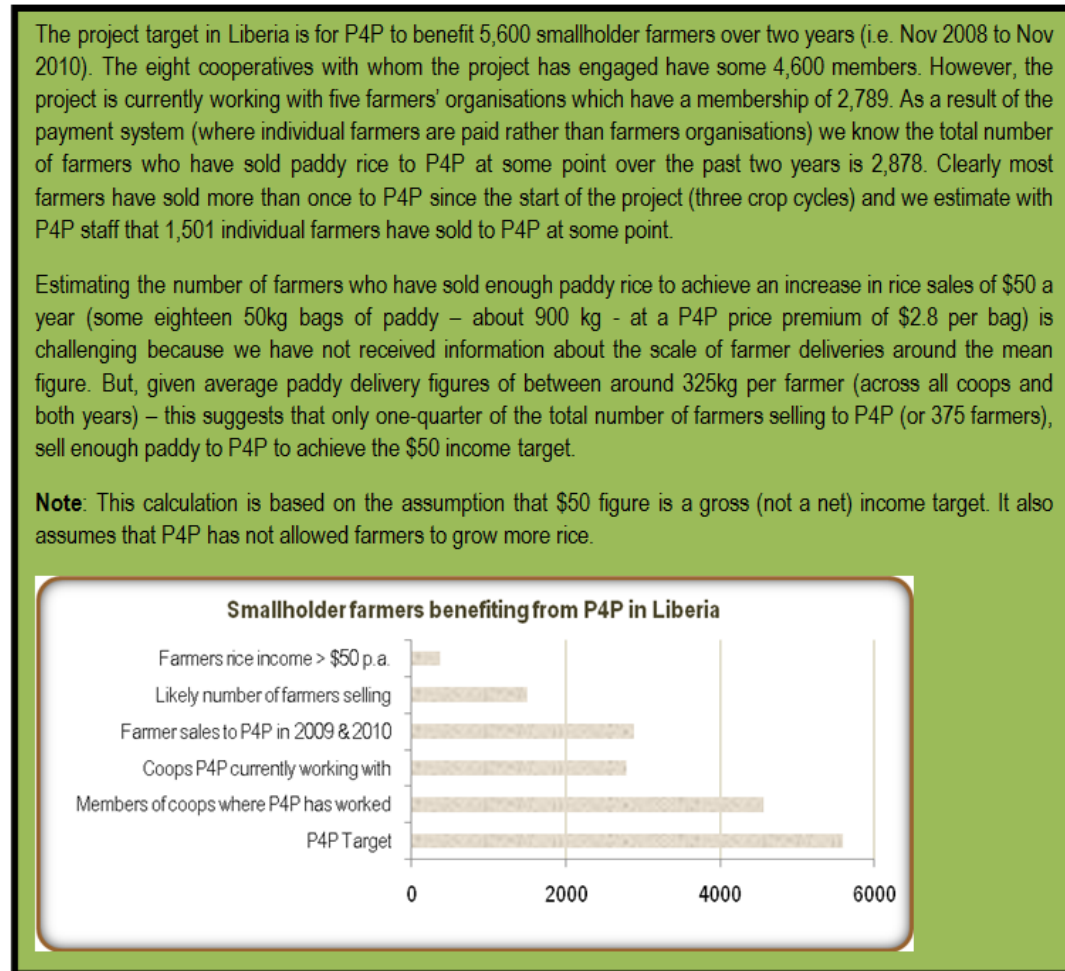 The project target in Liberia is for P4P to benefit 5,600 smallholder farmers over two years (i.e. Nov 2008 to Nov
2010). The eight cooperatives with whom the project has engaged have some 4,600 members. However, the
project is currently working with five farmers' organisations which have a membership of 2,789. As a result of the
payment system (where individual farmers are paid rather than farmers organisations) we know the total number
of farmers who have sold paddy rice to P4P at some point over the past two years is 2,878. Clearly most
farmers have sold more than once to P4P since the start of the project (three crop cycles) and we estimate with
P4P staff that 1,501 individual farmers have sold to P4P at some point.
Estimating the number of farmers who have sold enough paddy rice to achieve an increase in rice sales of $50 a
year (some eighteen 50kg bags of paddy – about 900 kg - at a P4P price premium of $2.8 per bag) is
challenging because we have not received information about the scale of farmer deliveries around the mean
figure. But, given average paddy delivery figures of between around 325kg per farmer (across all coops and
both years) – this suggests that only one-quarter of the total number of farmers selling to P4P (or 375 farmers),
sell enough paddy to P4P to achieve the $50 income target.
Note: This calculation is based on the assumption that $50 figure is a gross (not a net) income target. It also
assumes that P4P has not allowed farmers to grow more rice.
Smallholder farmers benefiting from P4P in Liberia
Farmers rice income > $50 p.a.
Likely number of farmers selling
Farmer sales to P4P in 2009 & 2010
Coops P4P currently working with
Members of coops where P4P has worked
P4P Target
0 2000 4000 6000